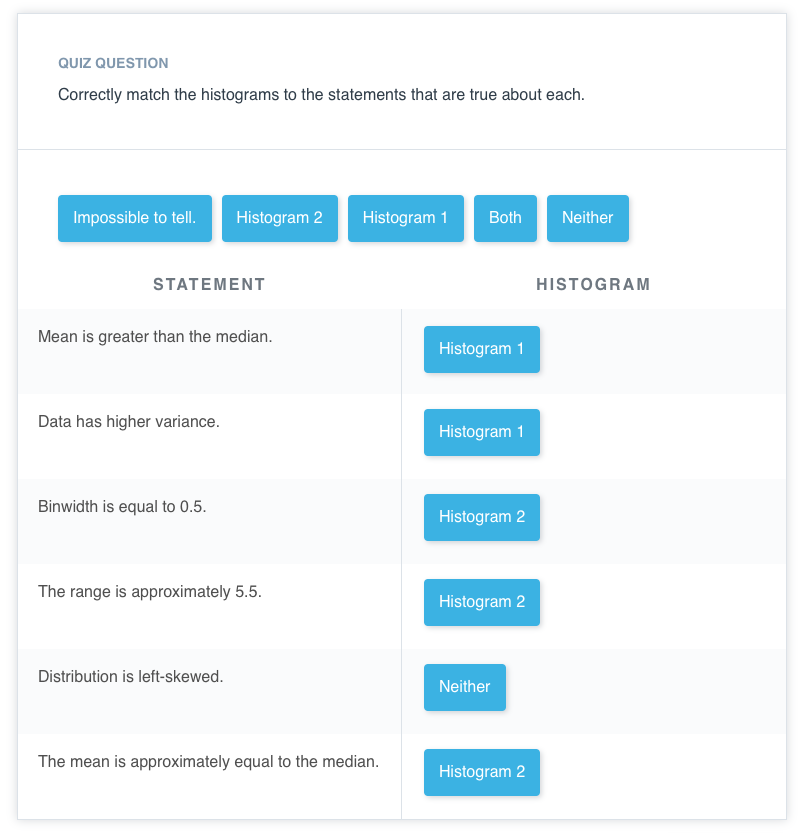 QUIZ QUESTION
Correctly match the histograms to the statements that are true about each.
Impossible to tell. Histogram 2 Histogram 1 Both Neither
STATEMENT HISTOGRAM
Mean is greater than the median. Histogram 1
Data has higher variance. Histogram 1
Binwidth is equal to 0.5. Histogram 2
The range is approximately 5.5. Histogram 2
Distribution is left-skewed. Neither
The mean is approximately equal to the median. Histogram 2